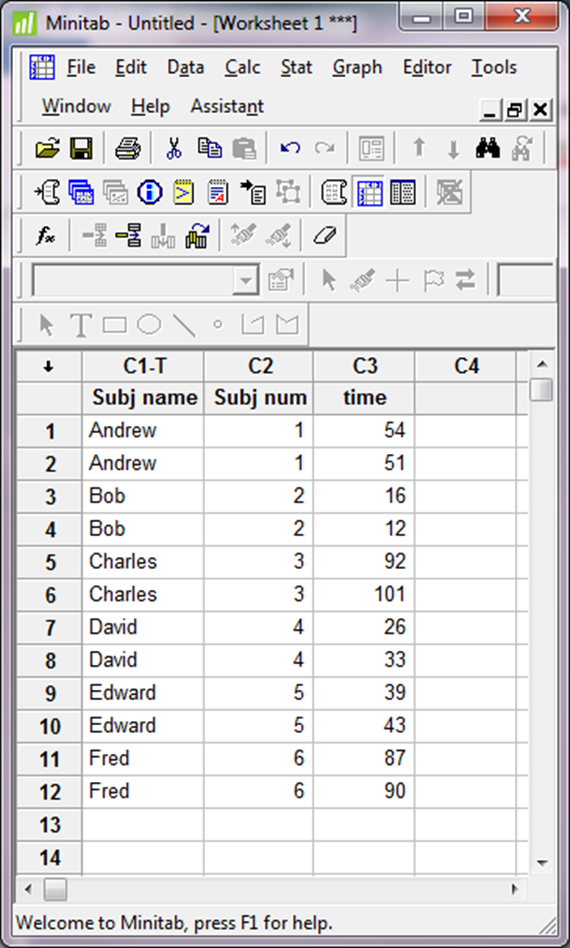 Minitab - Untitled - [Worksheet 1 ***]
File Edit Data Calc Stat Graph Editor Tools
Window Help Assistant
fx
T
C1-T C2 C3 C4
Subj name Subj num time
1 Andrew 1 54
2 Andrew 1 51
3 Bob 2 16
4 Bob 2 12
5 Charles 3 92
6 Charles 3 101
7 David 4 26
8 David 4 33
9 Edward 5 39
10 Edward 5 43
11 Fred 6 87
12 Fred 6 90
13
14
Welcome to Minitab, press F1 for help.